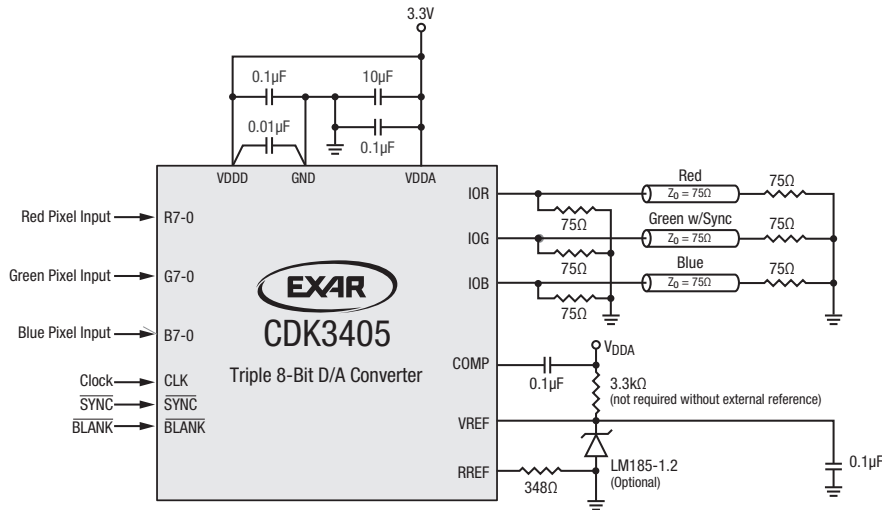 3.3V
0.1µF
10µF
0.01µF
0.1µF
VDDD
GND
VDDA
Red Pixel Input
R7-0
Green Pixel Input
G7-0
Blue Pixel Input
B7-0
Clock
CLK
SYNC
SYNC
BLANK
BLANK
EXAR
CDK3405
Triple 8-Bit D/A Converter
IOR
IOG
IOB
COMP
VREF
RREF
Red
Z0 = 75Ω
75Ω
75Ω
Green w/Sync
Z0 = 75Ω
75Ω
75Ω
Blue
Z0 = 75Ω
75Ω
75Ω
VDDA
0.1µF
3.3kΩ
(not required without external reference)
LM185-1.2
(Optional)
348Ω
0.1µF